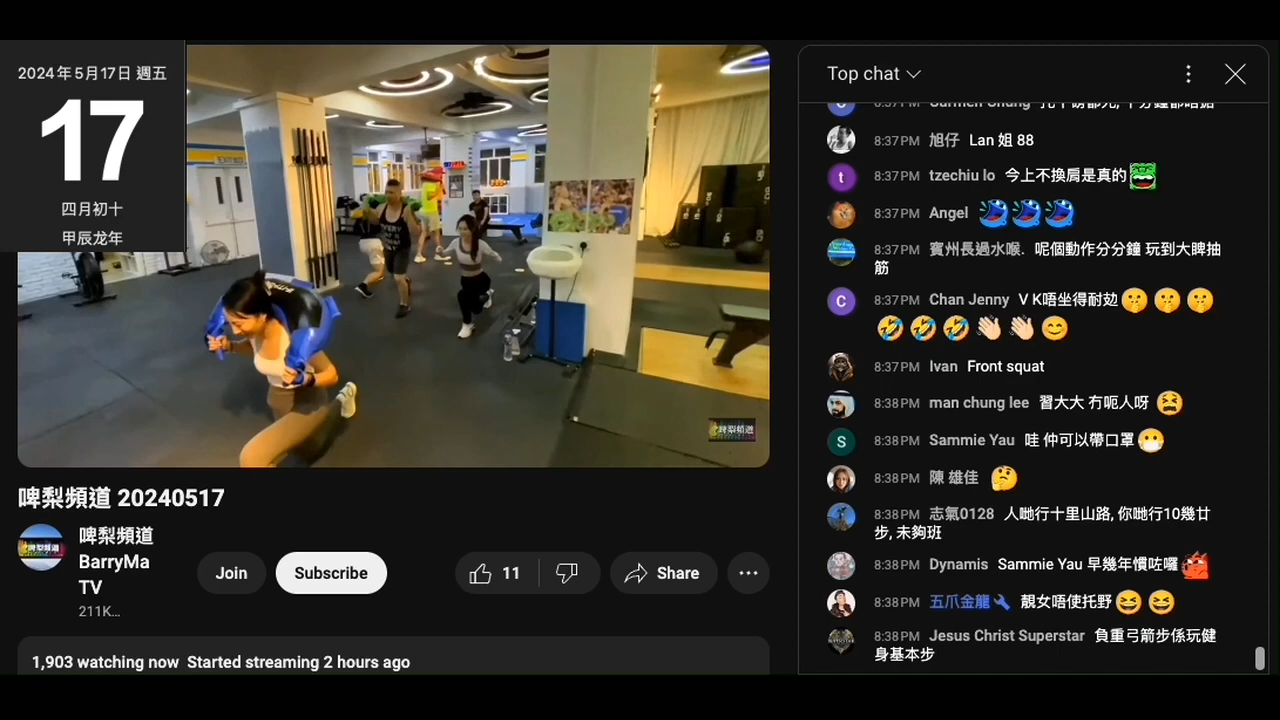 2024年5月17日 週五
17
四月初十
甲辰龙年
啤梨頻道
啤梨頻道 20240517
啤梨頻道
BarryMa
TV
211K...
Join
Subscribe
11
Share
1,903 watching now Started streaming 2 hours ago
Top chat
8:37PM 旭仔 Lan 姐 88
t
8:37PM tzechiu lo 今上不換肩是真的
8:37PM Angel
8:37PM 賓州長過水喉. 呢個動作分分鐘 玩到大髀抽
筋
C
8:37PM Chan Jenny V K唔坐得耐攰🤫🤫🤫
🤣🤣🤣👋🏻👋🏻😊
8:37PM Ivan Front squat
8:38PM man chung lee 習大大 冇呃人呀 😫
S
8:38PM Sammie Yau 哇 仲可以帶口罩😷
8:38PM 陳 雄佳 🤔
8:38PM 志氣0128 人哋行十里山路, 你哋行10幾廿
步, 未夠班
8:38PM Dynamis Sammie Yau 早幾年慣咗囉
8:38PM 五爪金龍 靚女唔使托野😆😆
8:38PM Jesus Christ Superstar 負重弓箭步係玩健
身基本步